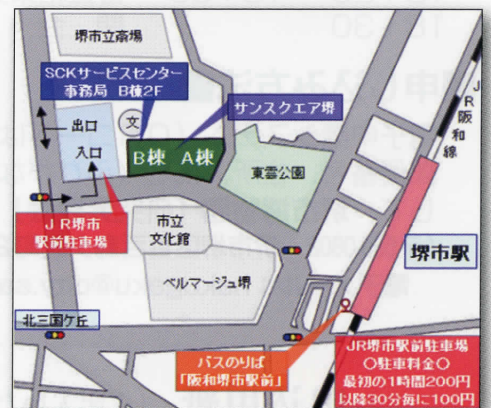 堺市立斎場
SCKサービスセンター
事務局 B棟2F
サンスクエア堺
JR阪和線
出口
文
入口
B棟 A棟
東雲公園
JR堺市
駅前駐車場
市立
文化館
堺市駅
ベルマージュ堺
北三国ケ丘
バスのりば
「阪和堺市駅前」
JR堺市駅前駐車場
○駐車料金○
最初の1時間200円
以降30分毎に100円